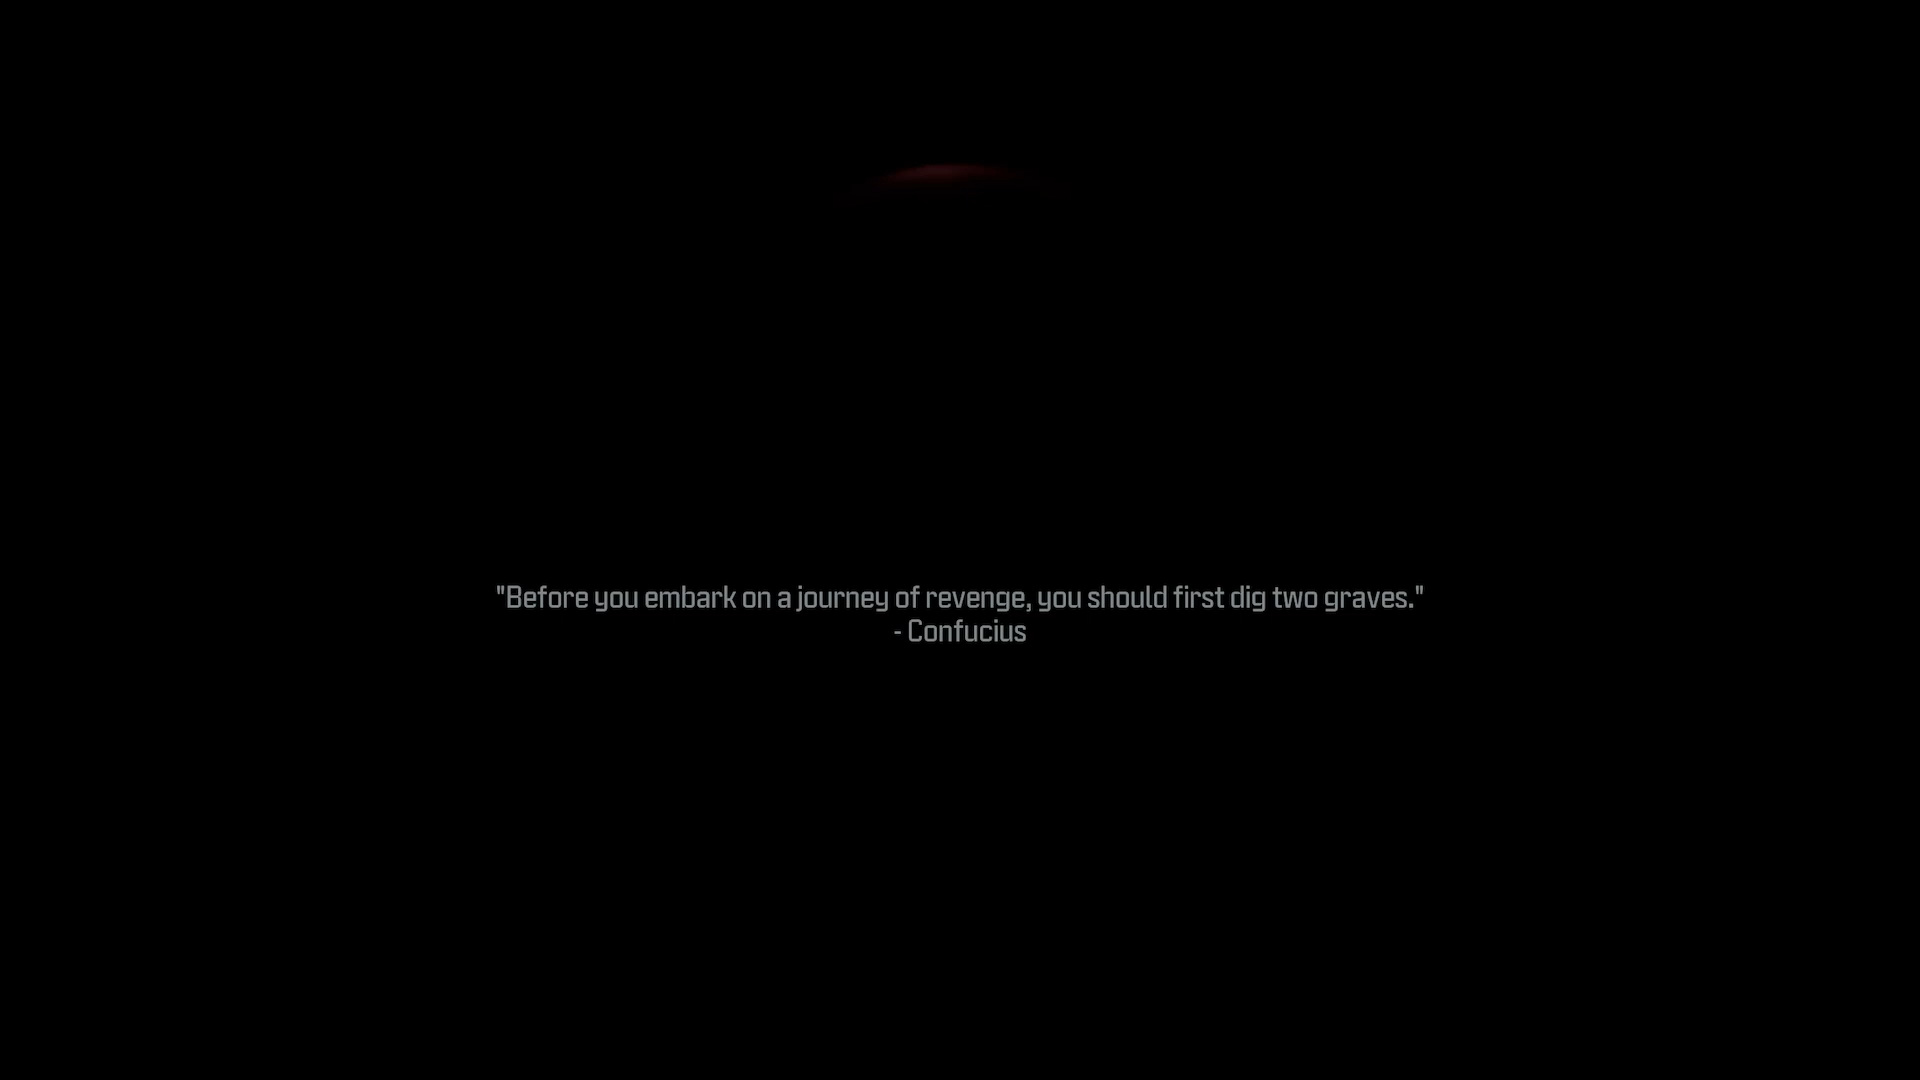 "Before you embark on a journey of revenge, you should first dig two graves."
- Confucius